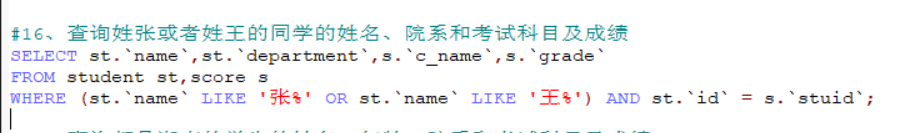 #16、查询姓张或者姓王的同学的姓名、院系和考试科目及成绩
SELECT st.`name`,st.`department`,s.`c_name`,s.`grade`
FROM student st,score s
WHERE (st.`name` LIKE '张%' OR st.`name` LIKE '王%') AND st.`id` = s.`stuid`;